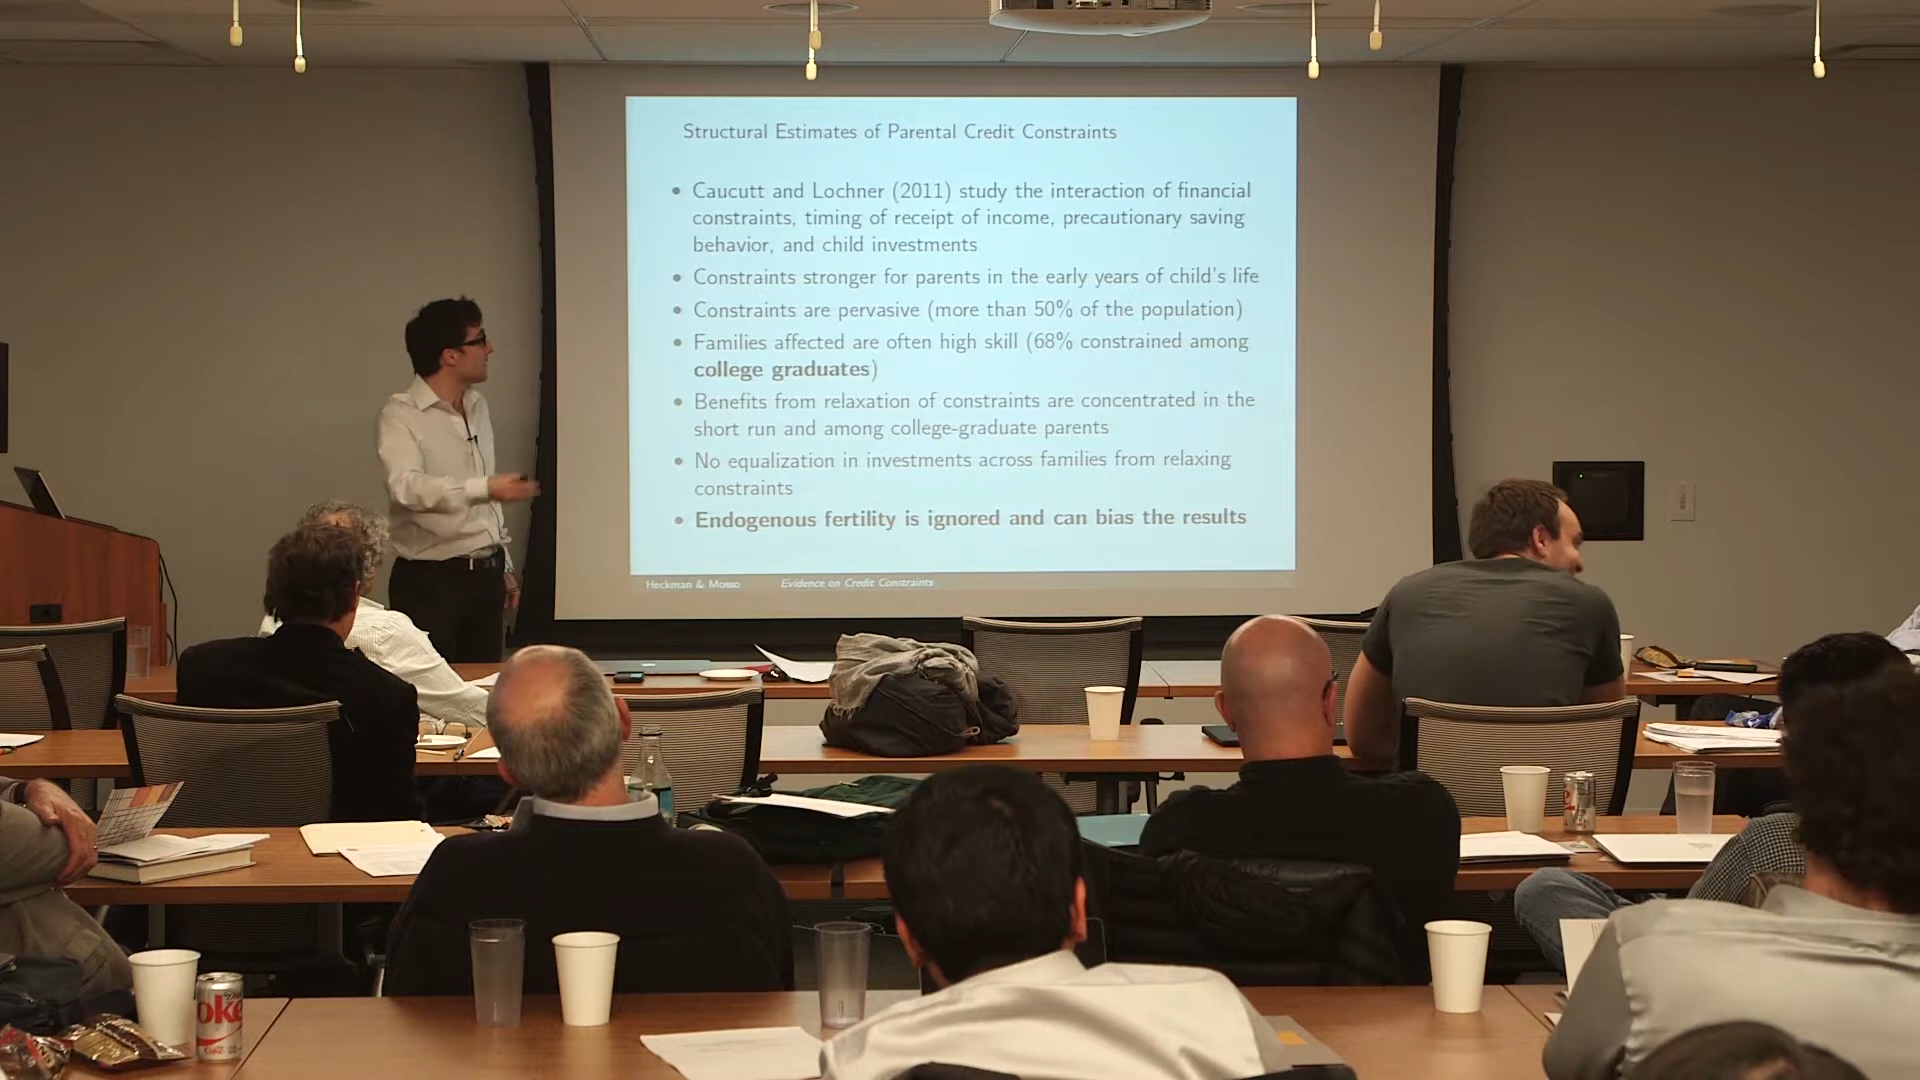 Structural Estimates of Parental Credit Constraints
• Caucutt and Lochner (2011) study the interaction of financial
constraints, timing of receipt of income, precautionary saving
behavior, and child investments
• Constraints stronger for parents in the early years of child's life
• Constraints are pervasive (more than 50% of the population)
• Families affected are often high skill (68% constrained among
college graduates)
• Benefits from relaxation of constraints are concentrated in the
short run and among college-graduate parents
• No equalization in investments across families from relaxing
constraints
• Endogenous fertility is ignored and can bias the results
Heckman & Mosso Evidence on Credit Constraints
oke